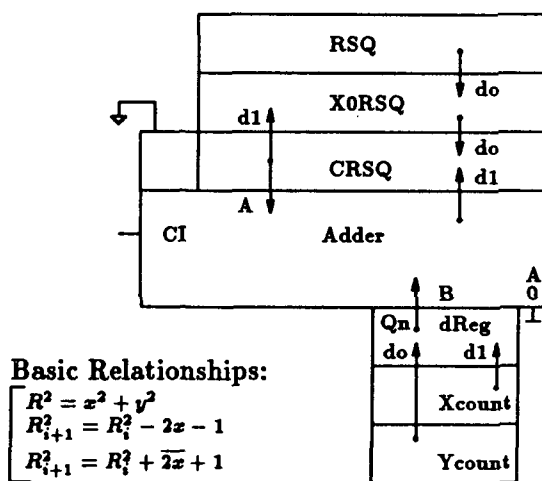 RSQ
do
X0RSQ
d1
do
CRSQ
d1
A
CI
Adder
A
B
0
Qn
dReg
do
d1
Xcount
Ycount
Basic Relationships:
R² = x² + y²
R²ᵢ₊₁ = R²ᵢ − 2x − 1
R²ᵢ₊₁ = R²ᵢ + \overline{2x} + 1